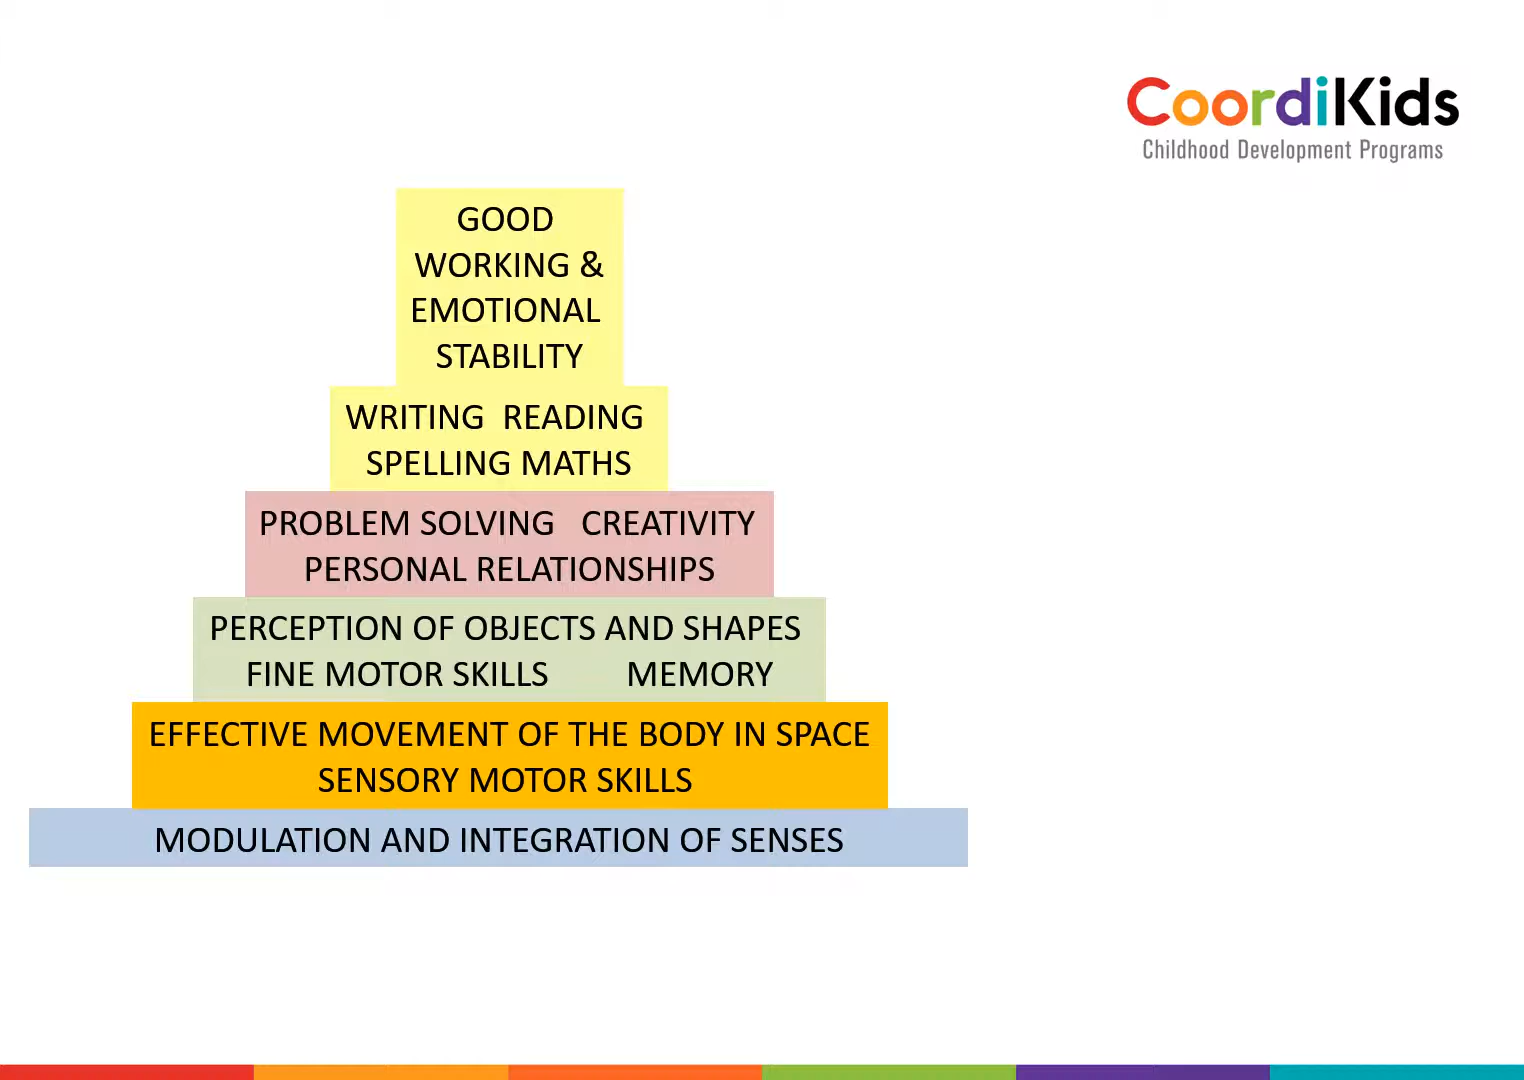 CoordiKids
Childhood Development Programs
GOOD
WORKING &
EMOTIONAL
STABILITY
WRITING READING
SPELLING MATHS
PROBLEM SOLVING CREATIVITY
PERSONAL RELATIONSHIPS
PERCEPTION OF OBJECTS AND SHAPES
FINE MOTOR SKILLS MEMORY
EFFECTIVE MOVEMENT OF THE BODY IN SPACE
SENSORY MOTOR SKILLS
MODULATION AND INTEGRATION OF SENSES